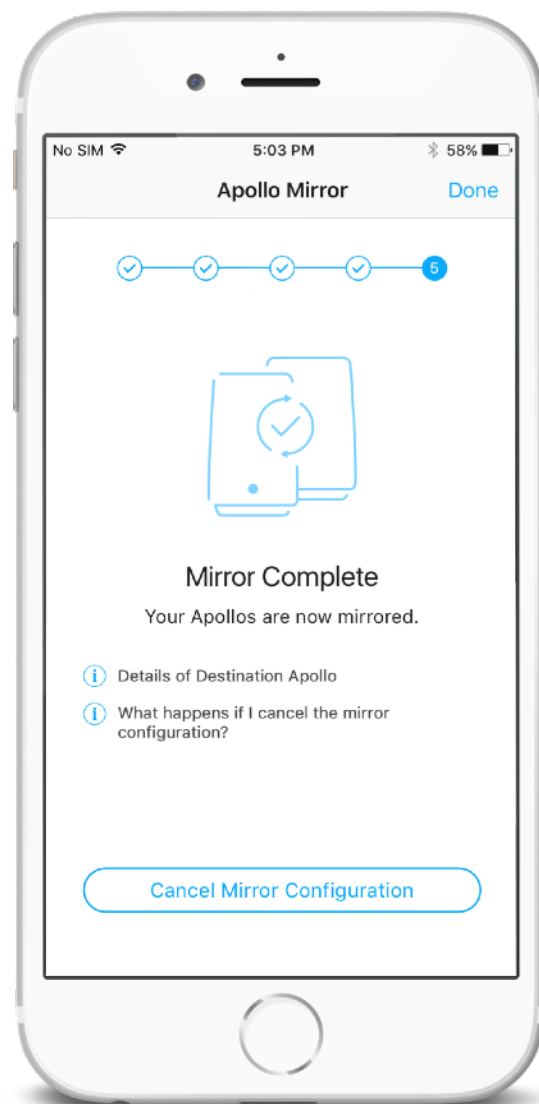 No SIM 5:03 PM 58%
Apollo Mirror Done
5
Mirror Complete
Your Apollos are now mirrored.
i Details of Destination Apollo
i What happens if I cancel the mirror
configuration?
Cancel Mirror Configuration